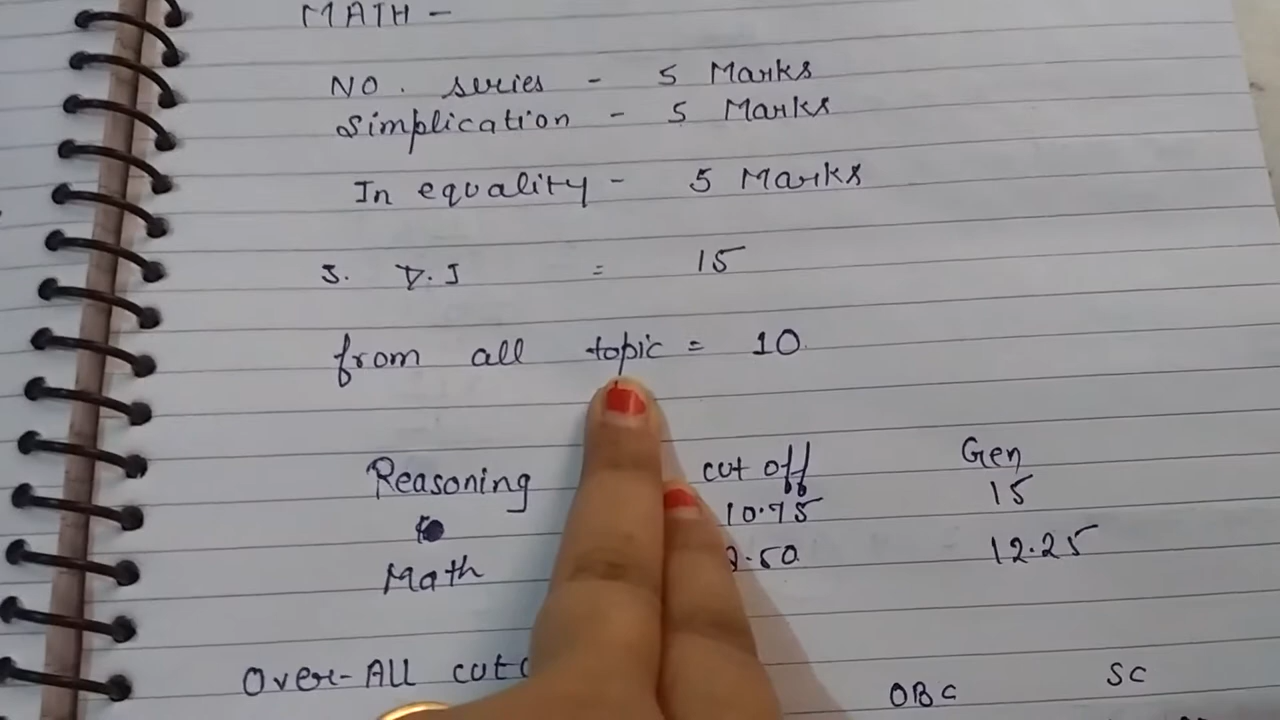 MATH -
NO. series - 5 Marks
Simplication - 5 Marks
In equality - 5 Marks
3. D.I = 15
from all topic = 10
Reasoning cut off Gen
10.75 15
Math .50 12.25
Over-All
OBC SC